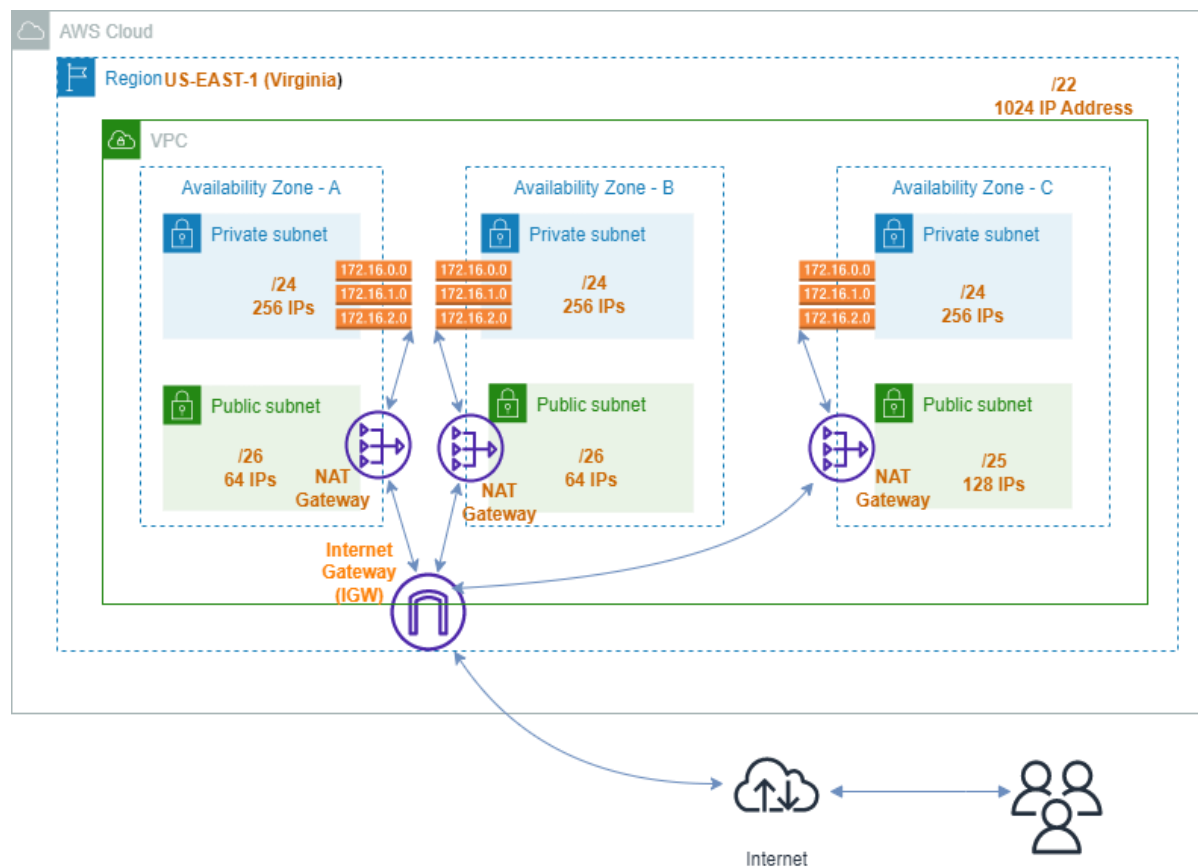 AWS Cloud
Region US-EAST-1 (Virginia)
/22
1024 IP Address
VPC
Availability Zone - A
Private subnet
/24
256 IPs
172.16.0.0
172.16.1.0
172.16.2.0
Public subnet
/26
64 IPs
NAT
Gateway
Availability Zone - B
Private subnet
172.16.0.0
172.16.1.0
172.16.2.0
/24
256 IPs
Public subnet
/26
64 IPs
NAT
Gateway
Availability Zone - C
Private subnet
172.16.0.0
172.16.1.0
172.16.2.0
/24
256 IPs
Public subnet
/25
128 IPs
NAT
Gateway
Internet
Gateway
(IGW)
Internet